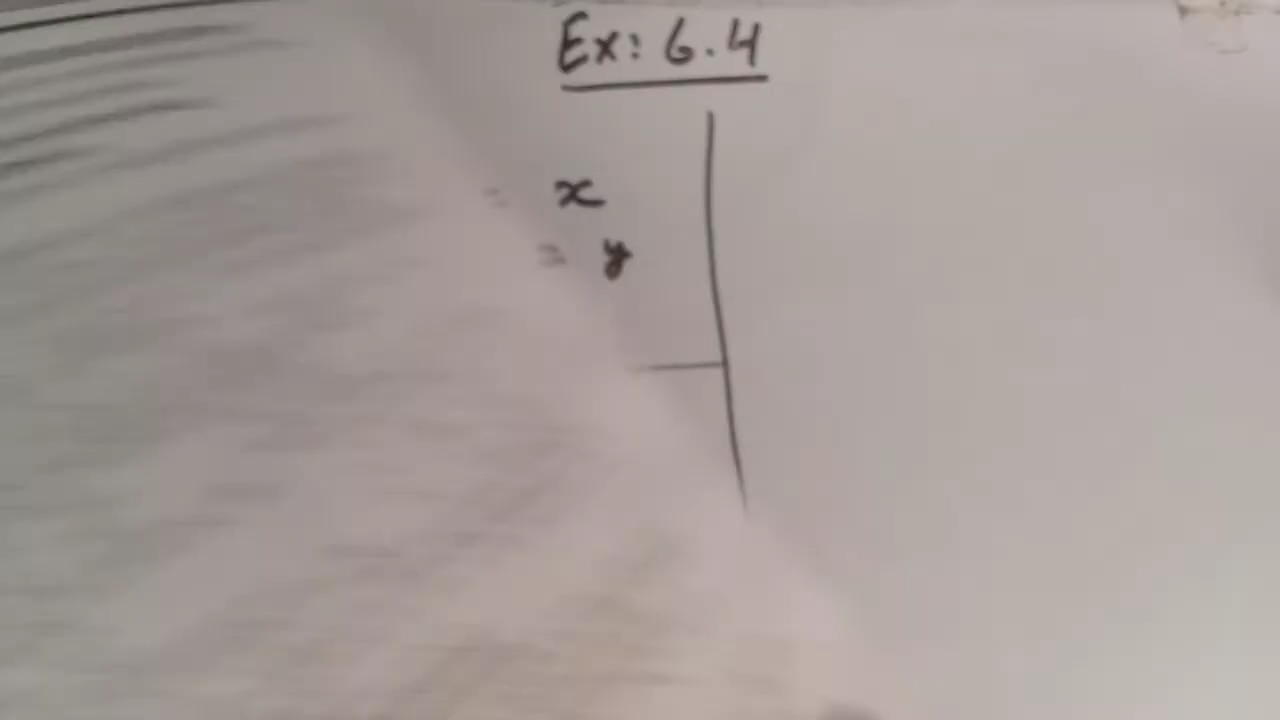 Ex: 6.4
= x
= y